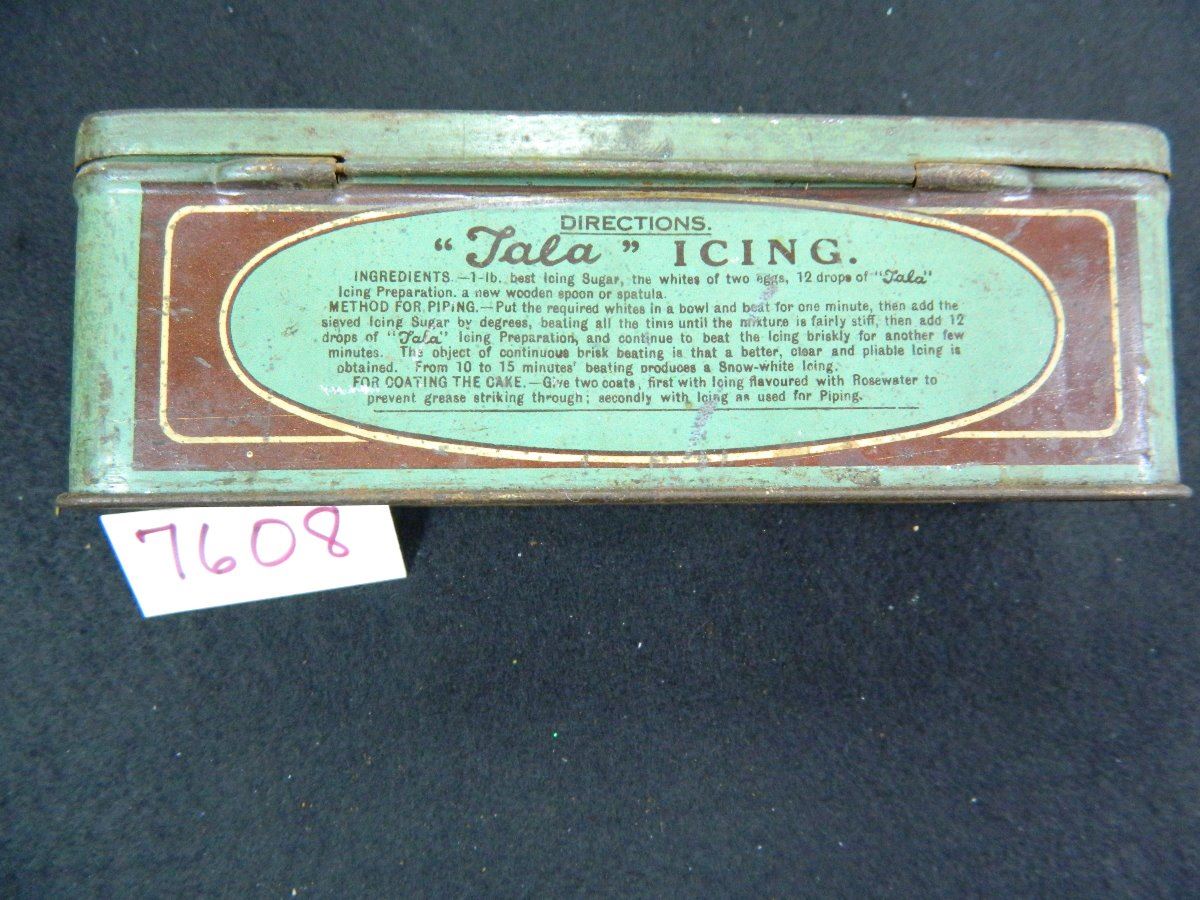 DIRECTIONS.
"Tala" ICING.
INGREDIENTS.—1-lb. best Icing Sugar, the whites of two eggs, 12 drops of "Tala"
Icing Preparation. a new wooden spoon or spatula.
METHOD FOR PIPING.—Put the required whites in a bowl and beat for one minute, then add the
sieved Icing Sugar by degrees, beating all the time until the mixture is fairly stiff, then add 12
drops of "Tala" Icing Preparation, and continue to beat the Icing briskly for another few
minutes. The object of continuous brisk beating is that a better, clear and pliable Icing is
obtained. From 10 to 15 minutes' beating produces a Snow-white Icing.
FOR COATING THE CAKE.—Give two coats, first with Icing flavoured with Rosewater to
prevent grease striking through; secondly with Icing as used for Piping.
7608